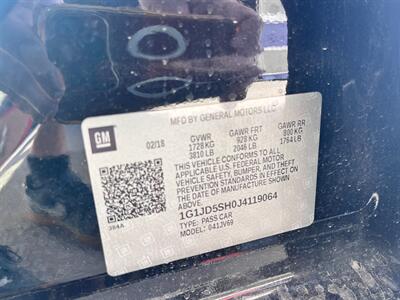 MFD BY GENERAL MOTORS LLC
GM
02/18 GVWR GAWR FRT GAWR RR
1728 KG 928 KG 800 KG
3810 LB 2046 LB 1764 LB
THIS VEHICLE CONFORMS TO ALL
APPLICABLE U.S. FEDERAL MOTOR
VEHICLE SAFETY, BUMPER, AND THEFT
PREVENTION STANDARDS IN EFFECT ON
THE DATE OF MANUFACTURE SHOWN ABOVE.
384A
1G1JD5SH0J4119064
TYPE: PASS CAR
MODEL: 041JV69